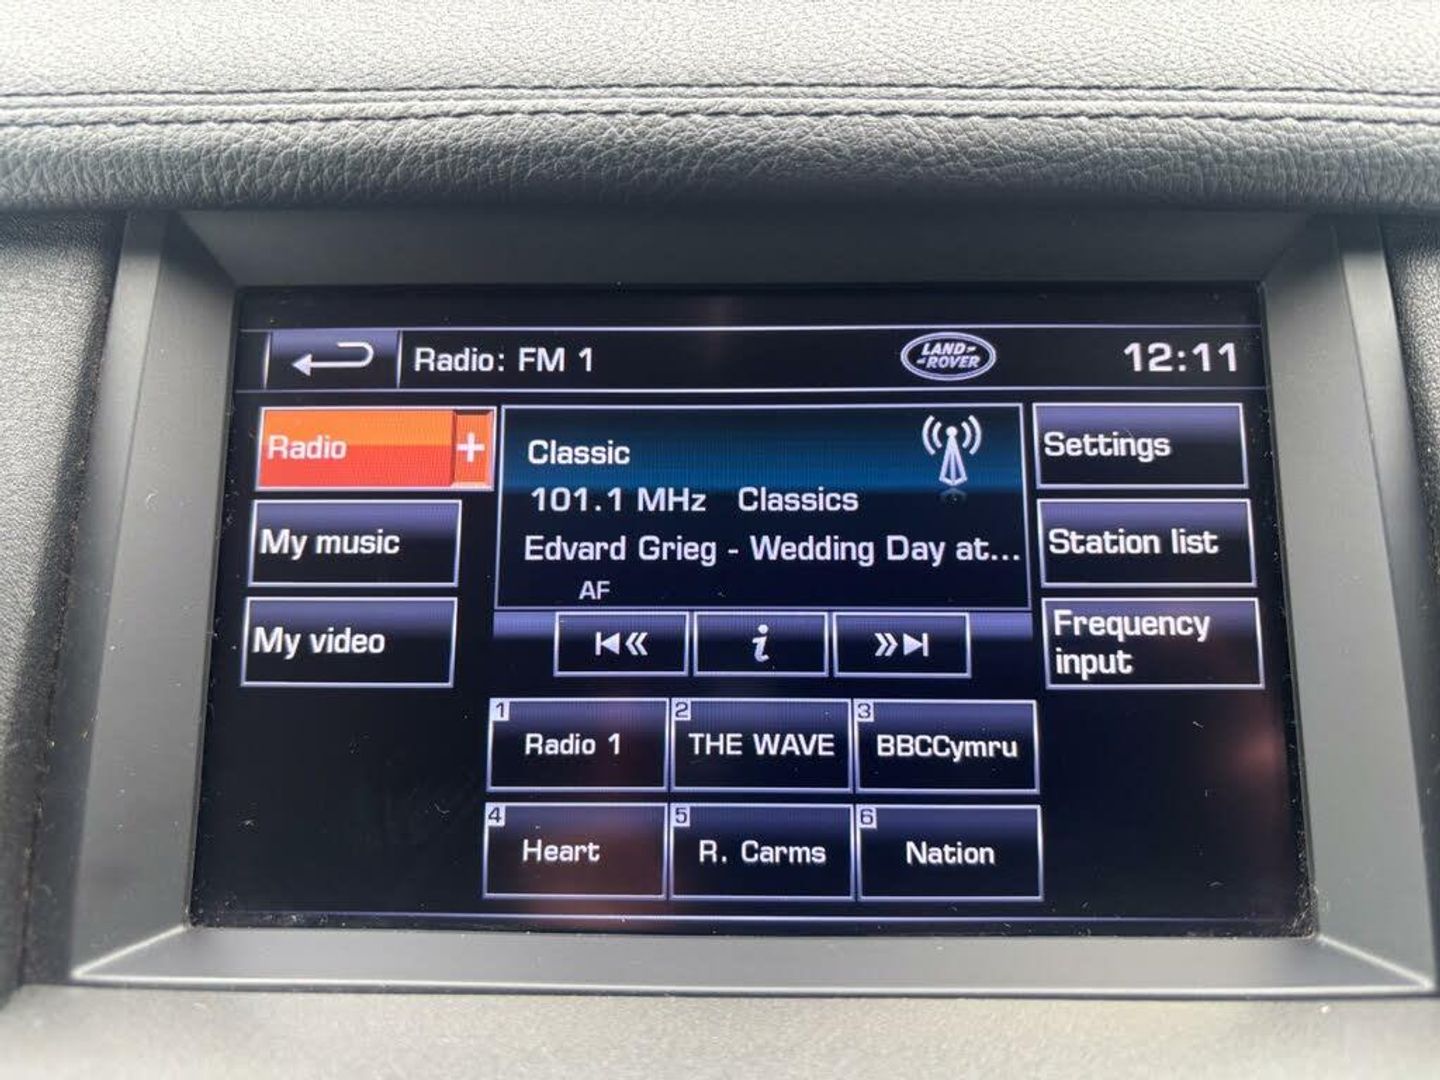 Radio: FM 1
LAND-
-ROVER
12:11
Radio +
My music
My video
Classic
101.1 MHz Classics
Edvard Grieg - Wedding Day at...
AF
i
Settings
Station list
Frequency
input
1
Radio 1
2
THE WAVE
3
BBCCymru
4
Heart
5
R. Carms
6
Nation